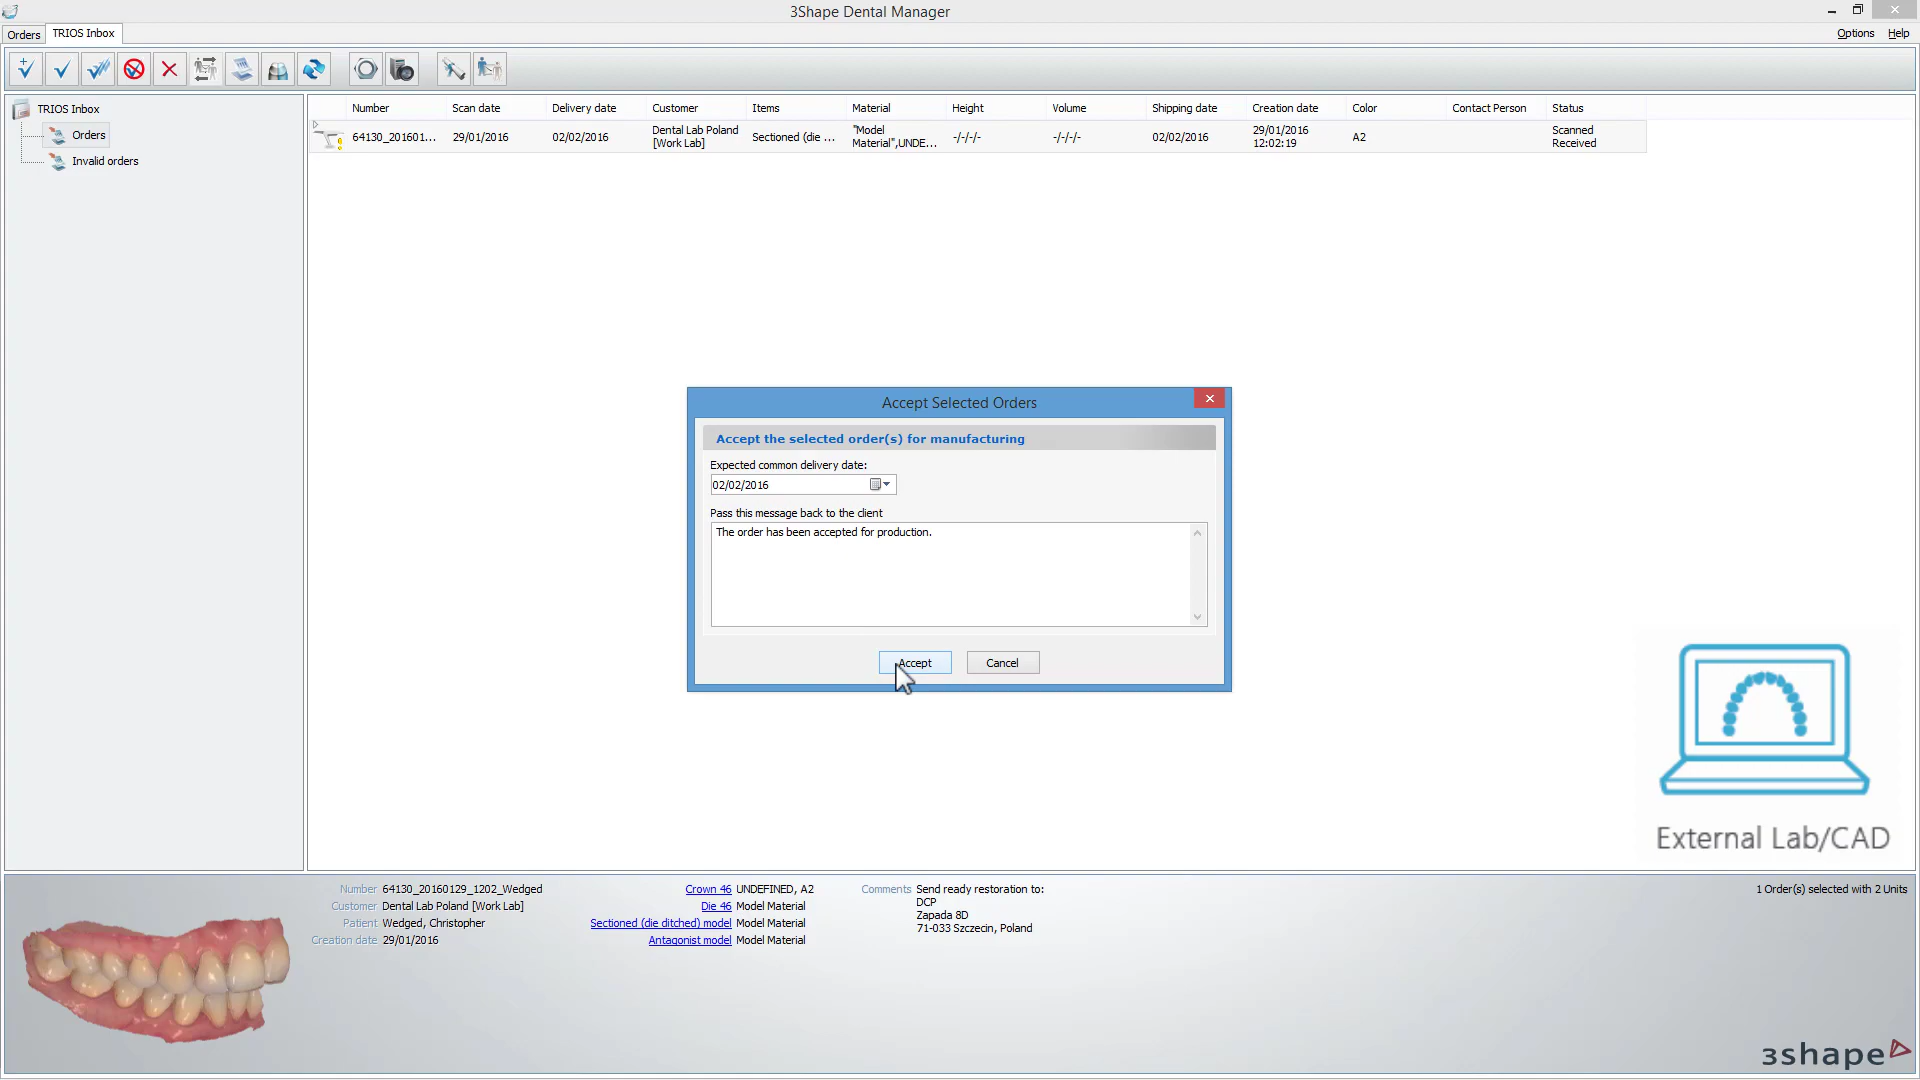 3Shape Dental Manager
Orders
TRIOS Inbox
Options
Help
TRIOS Inbox
Orders
Invalid orders
Number
Scan date
Delivery date
Customer
Items
Material
Height
Volume
Shipping date
Creation date
Color
Contact Person
Status
64130_201601...
29/01/2016
02/02/2016
Dental Lab Poland
[Work Lab]
Sectioned (die ...
"Model
Material",UNDE...
-/-/-/-
-/-/-/-
02/02/2016
29/01/2016
12:02:19
A2
Scanned
Received
Accept Selected Orders
Accept the selected order(s) for manufacturing
Expected common delivery date:
02/02/2016
Pass this message back to the client
The order has been accepted for production.
Accept
Cancel
External Lab/CAD
Number 64130_20160129_1202_Wedged
Customer Dental Lab Poland [Work Lab]
Patient Wedged, Christopher
Creation date 29/01/2016
Crown 46 UNDEFINED, A2
Die 46 Model Material
Sectioned (die ditched) model Model Material
Antagonist model Model Material
Comments Send ready restoration to:
DCP
Zapada 8D
71-033 Szczecin, Poland
1 Order(s) selected with 2 Units
3shape